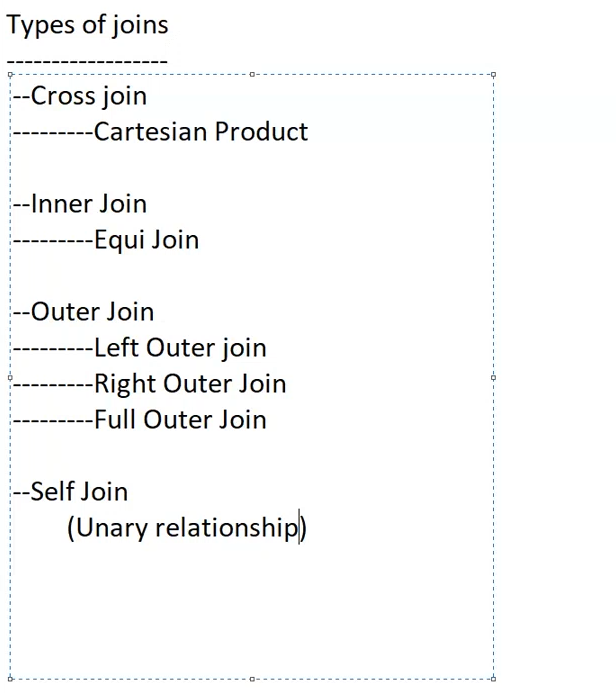 Types of joins
------------------
--Cross join
---------Cartesian Product
--Inner Join
---------Equi Join
--Outer Join
---------Left Outer join
---------Right Outer Join
---------Full Outer Join
--Self Join
(Unary relationship)